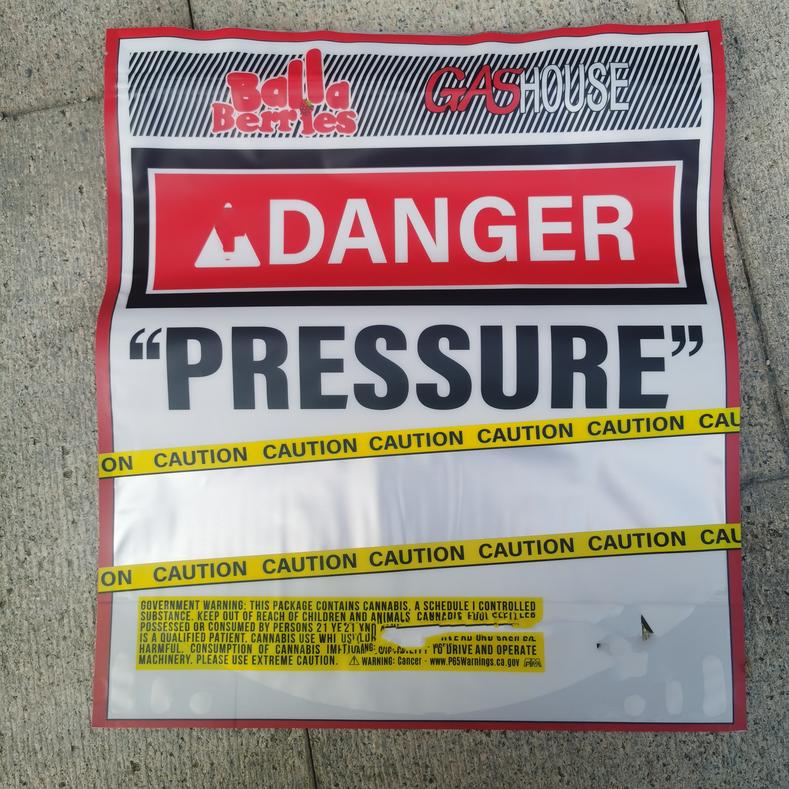 Balla
Berries
GASHOUSE
DANGER
“PRESSURE”
ON CAUTION CAUTION CAUTION CAUTION CAUTION CAU
ON CAUTION CAUTION CAUTION CAUTION CAUTION CAU
GOVERNMENT WARNING: THIS PACKAGE CONTAINS CANNABIS, A SCHEDULE I CONTROLLED
SUBSTANCE. KEEP OUT OF REACH OF CHILDREN AND ANIMALS CANNABIS
POSSESSED OR CONSUMED BY PERSONS 21
IS A QUALIFIED PATIENT. CANNABIS USE
HARMFUL. CONSUMPTION OF CANNABIS TO DRIVE AND OPERATE
MACHINERY. PLEASE USE EXTREME CAUTION. WARNING: Cancer - www.P65Warnings.ca.gov